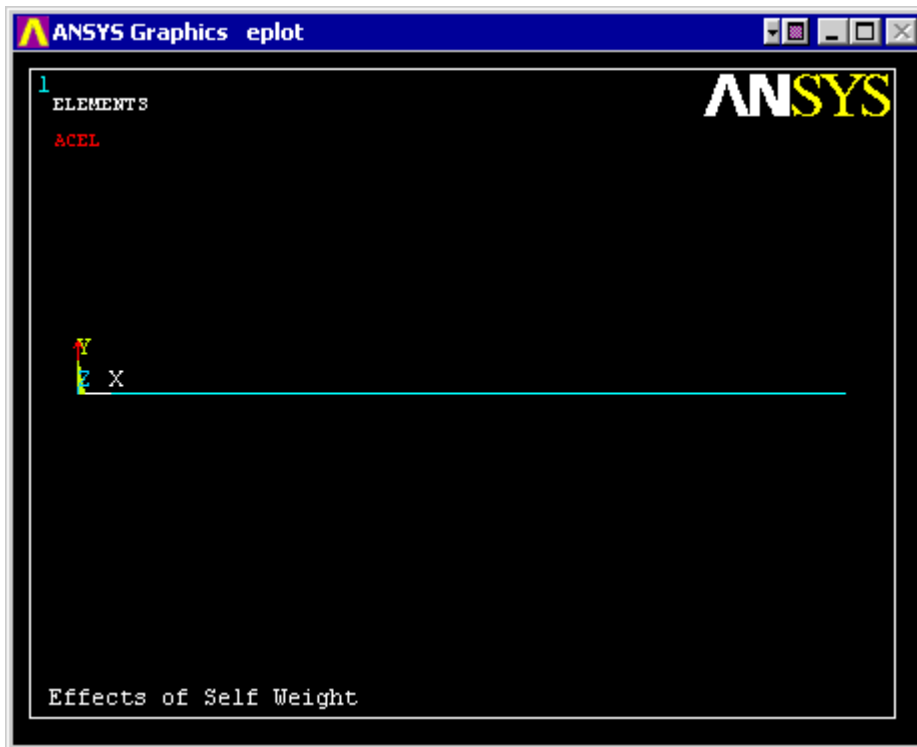 ANSYS Graphics eplot
1
ELEMENTS
ANSYS
ACEL
Y
Z X
Effects of Self Weight